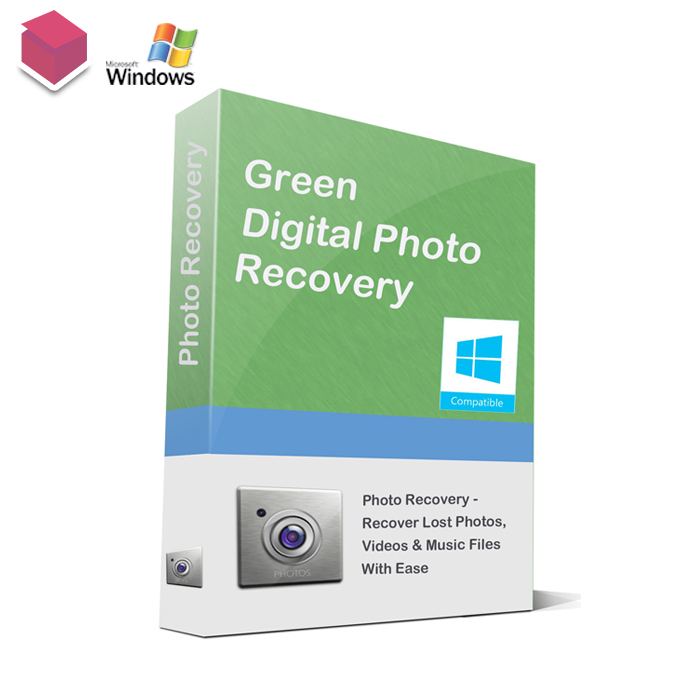 Microsoft
Windows
Photo Recovery
Green
Digital Photo
Recovery
Compatible
Photo Recovery -
Recover Lost Photos,
Videos & Music Files
With Ease
PHOTOS